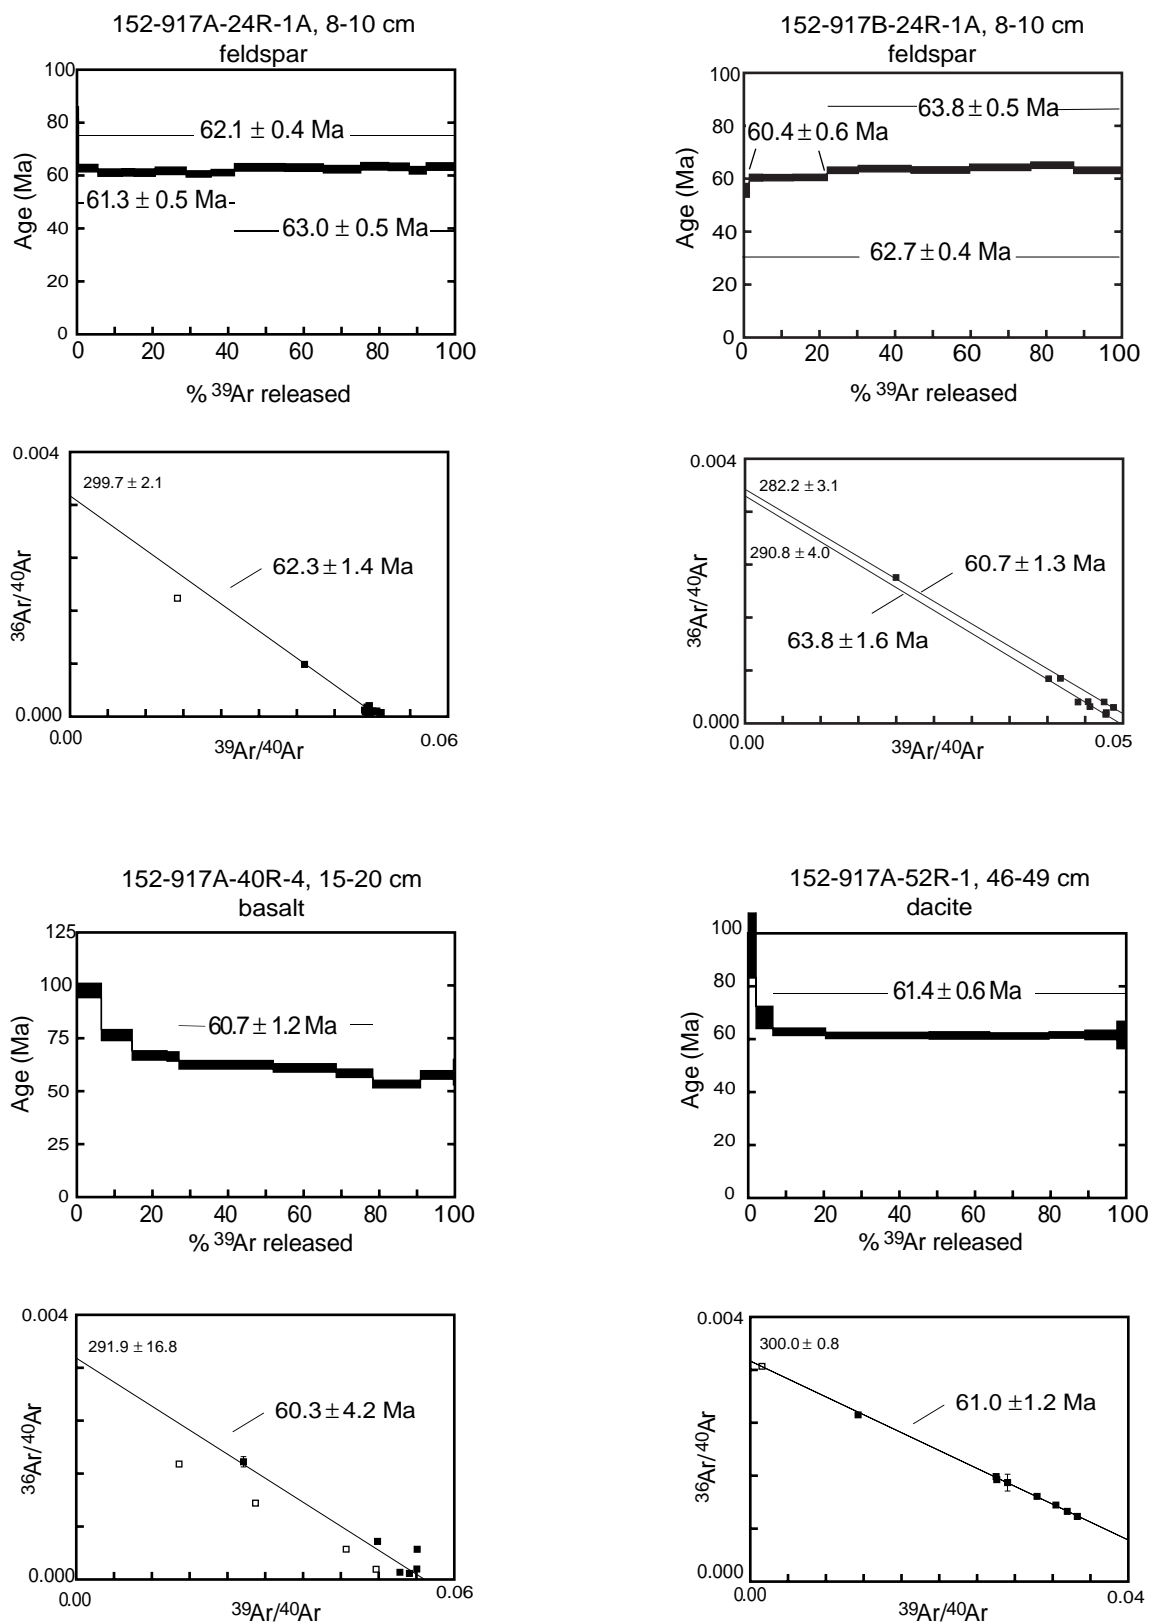 152-917A-24R-1A, 8-10 cm
feldspar
100
80
60
40
20
0
Age (Ma)
62.1 ± 0.4 Ma
61.3 ± 0.5 Ma
63.0 ± 0.5 Ma
0 20 40 60 80 100
% 39Ar released
152-917B-24R-1A, 8-10 cm
feldspar
100
80
60
40
20
0
Age (Ma)
63.8 ± 0.5 Ma
60.4 ± 0.6 Ma
62.7 ± 0.4 Ma
0 20 40 60 80 100
% 39Ar released
0.004
299.7 ± 2.1
62.3 ± 1.4 Ma
36Ar/40Ar
0.000
0.00 0.06
39Ar/40Ar
0.004
282.2 ± 3.1
290.8 ± 4.0
60.7 ± 1.3 Ma
63.8 ± 1.6 Ma
36Ar/40Ar
0.000
0.00 0.05
39Ar/40Ar
152-917A-40R-4, 15-20 cm
basalt
125
100
75
50
25
0
Age (Ma)
60.7 ± 1.2 Ma
0 20 40 60 80 100
% 39Ar released
152-917A-52R-1, 46-49 cm
dacite
100
80
60
40
20
0
Age (Ma)
61.4 ± 0.6 Ma
0 20 40 60 80 100
% 39Ar released
0.004
291.9 ± 16.8
60.3 ± 4.2 Ma
36Ar/40Ar
0.000
0.00 0.06
39Ar/40Ar
0.004
300.0 ± 0.8
61.0 ± 1.2 Ma
36Ar/40Ar
0.000
0.00 0.04
39Ar/40Ar